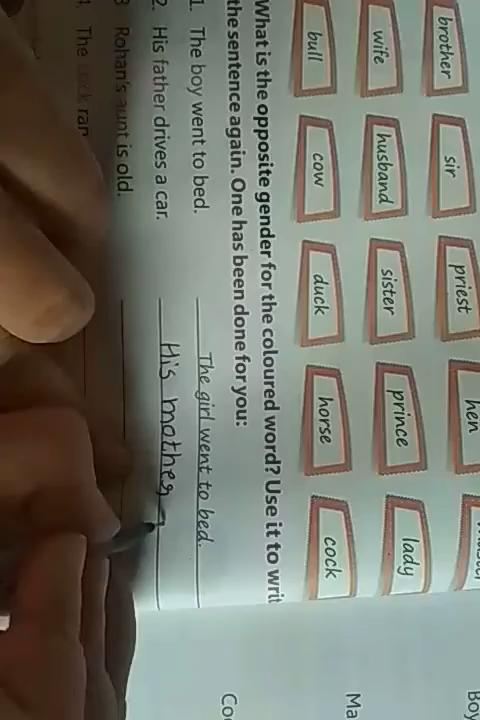 brother sir priest hen
wife husband sister prince lady
bull cow duck horse cock
What is the opposite gender for the coloured word? Use it to writ
the sentence again. One has been done for you:
1. The boy went to bed. The girl went to bed.
2. His father drives a car. His mother
3 Rohan's aunt is old.
4. The cock ran
Boy
Ma
Co